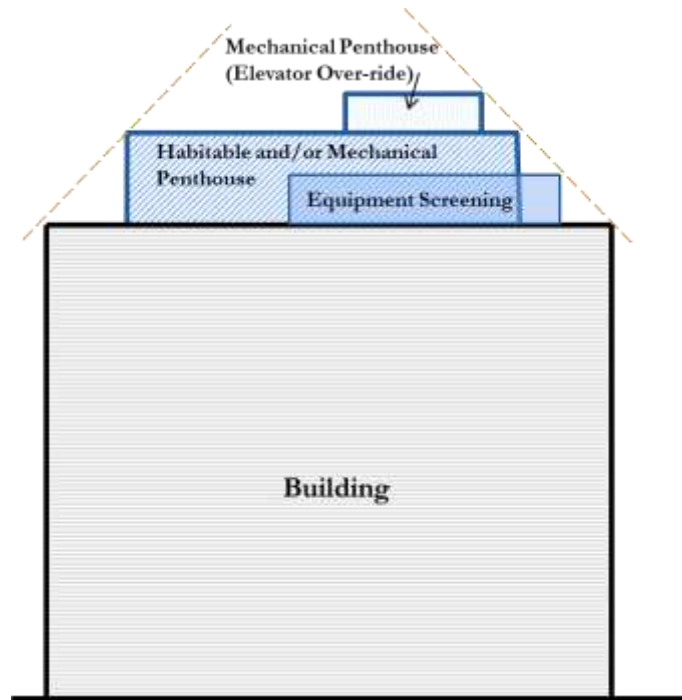 Mechanical Penthouse
(Elevator Over-ride)
Habitable and/or Mechanical
Penthouse
Equipment Screening
Building